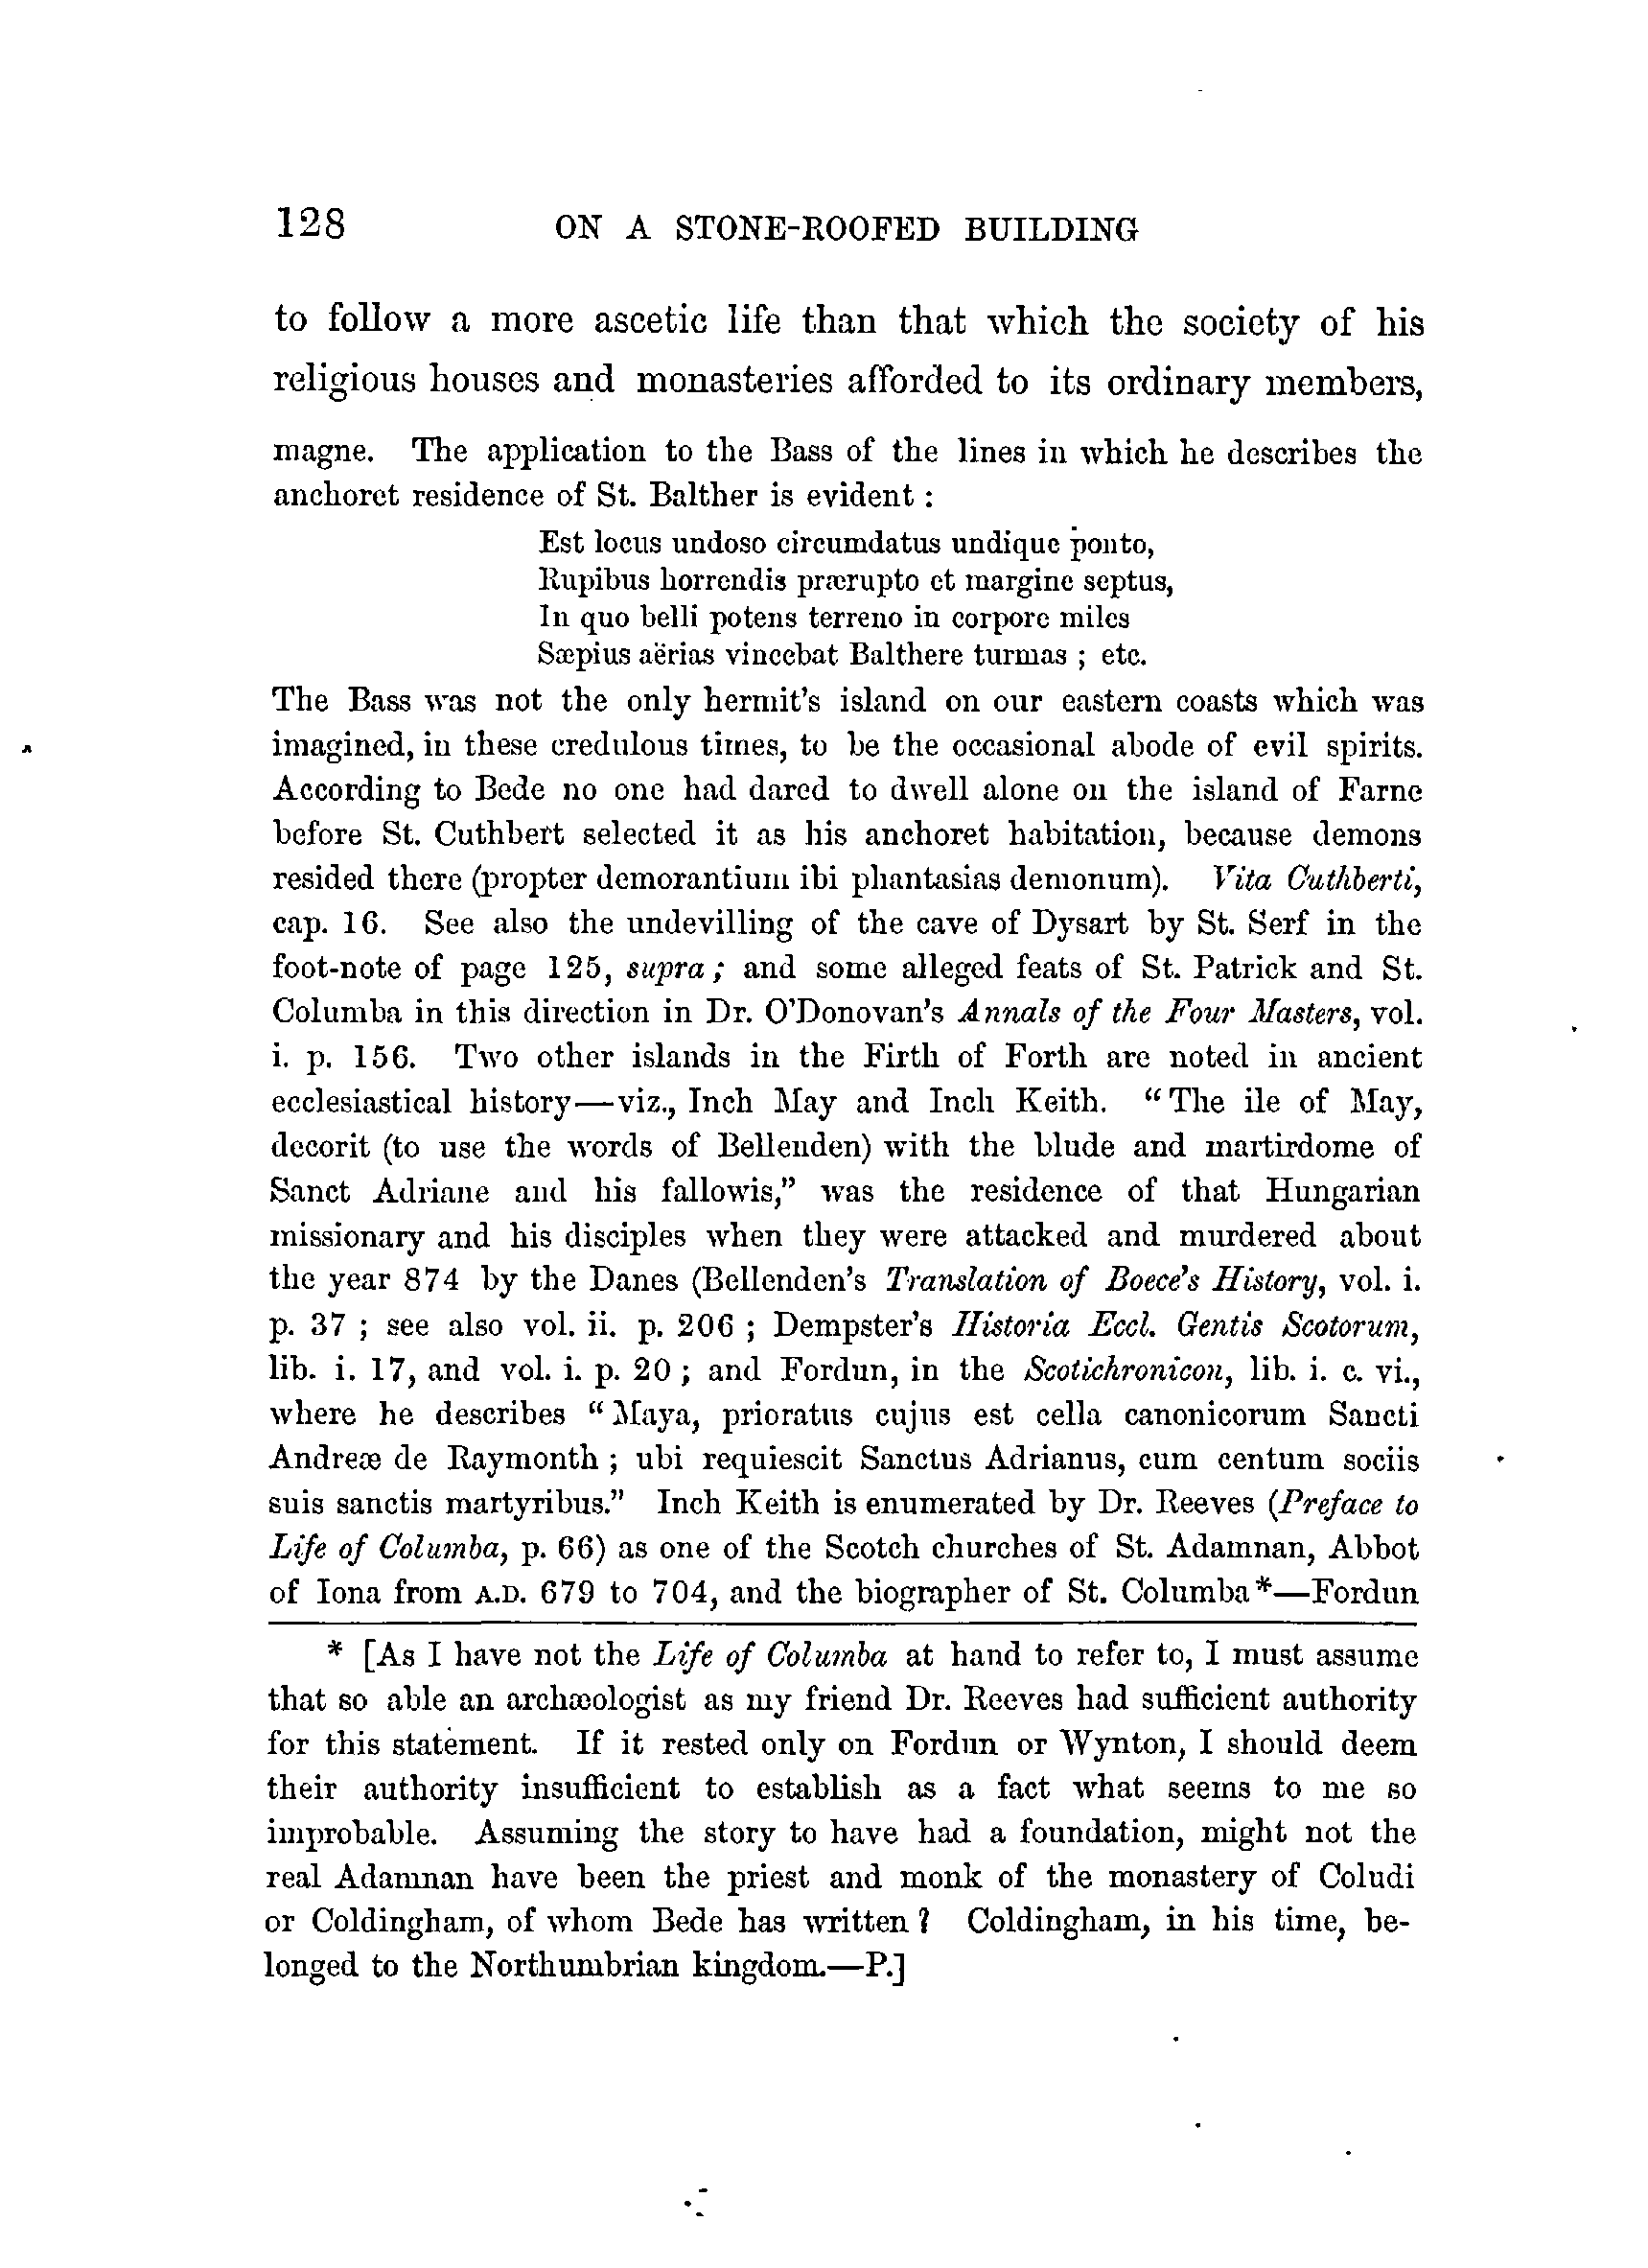 128 ON A STONE-ROOFED BUILDING
to follow a more ascetic life than that which the society of his
religious houses and monasteries afforded to its ordinary members,
magne. The application to the Bass of the lines in which he describes the
anchoret residence of St. Balther is evident :
Est locus undoso circumdatus undique ponto,
Rupibus horrendis prærupto et margine septus,
In quo belli potens terreno in corpore miles
Sæpius aërias vincebat Balthere turmas ; etc.
The Bass was not the only hermit's island on our eastern coasts which was
imagined, in these credulous times, to be the occasional abode of evil spirits.
According to Bede no one had dared to dwell alone on the island of Farne
before St. Cuthbert selected it as his anchoret habitation, because demons
resided there (propter demorantium ibi phantasias demonum). Vita Cuthberti,
cap. 16. See also the undevilling of the cave of Dysart by St. Serf in the
foot-note of page 125, supra ; and some alleged feats of St. Patrick and St.
Columba in this direction in Dr. O'Donovan's Annals of the Four Masters, vol.
i. p. 156. Two other islands in the Firth of Forth are noted in ancient
ecclesiastical history—viz., Inch May and Inch Keith. "The ile of May,
decorit (to use the words of Bellenden) with the blude and martirdome of
Sanct Adriane and his fallowis," was the residence of that Hungarian
missionary and his disciples when they were attacked and murdered about
the year 874 by the Danes (Bellenden's Translation of Boece's History, vol. i.
p. 37 ; see also vol. ii. p. 206 ; Dempster's Historia Eccl. Gentis Scotorum,
lib. i. 17, and vol. i. p. 20 ; and Fordun, in the Scotichronicon, lib. i. c. vi.,
where he describes "Maya, prioratus cujus est cella canonicorum Sancti
Andreæ de Raymonth ; ubi requiescit Sanctus Adrianus, cum centum sociis
suis sanctis martyribus." Inch Keith is enumerated by Dr. Reeves (Preface to
Life of Columba, p. 66) as one of the Scotch churches of St. Adamnan, Abbot
of Iona from A.D. 679 to 704, and the biographer of St. Columba*—Fordun
* [As I have not the Life of Columba at hand to refer to, I must assume
that so able an archæologist as my friend Dr. Reeves had sufficient authority
for this statement. If it rested only on Fordun or Wynton, I should deem
their authority insufficient to establish as a fact what seems to me so
improbable. Assuming the story to have had a foundation, might not the
real Adamnan have been the priest and monk of the monastery of Coludi
or Coldingham, of whom Bede has written ? Coldingham, in his time, be-
longed to the Northumbrian kingdom.—P.]